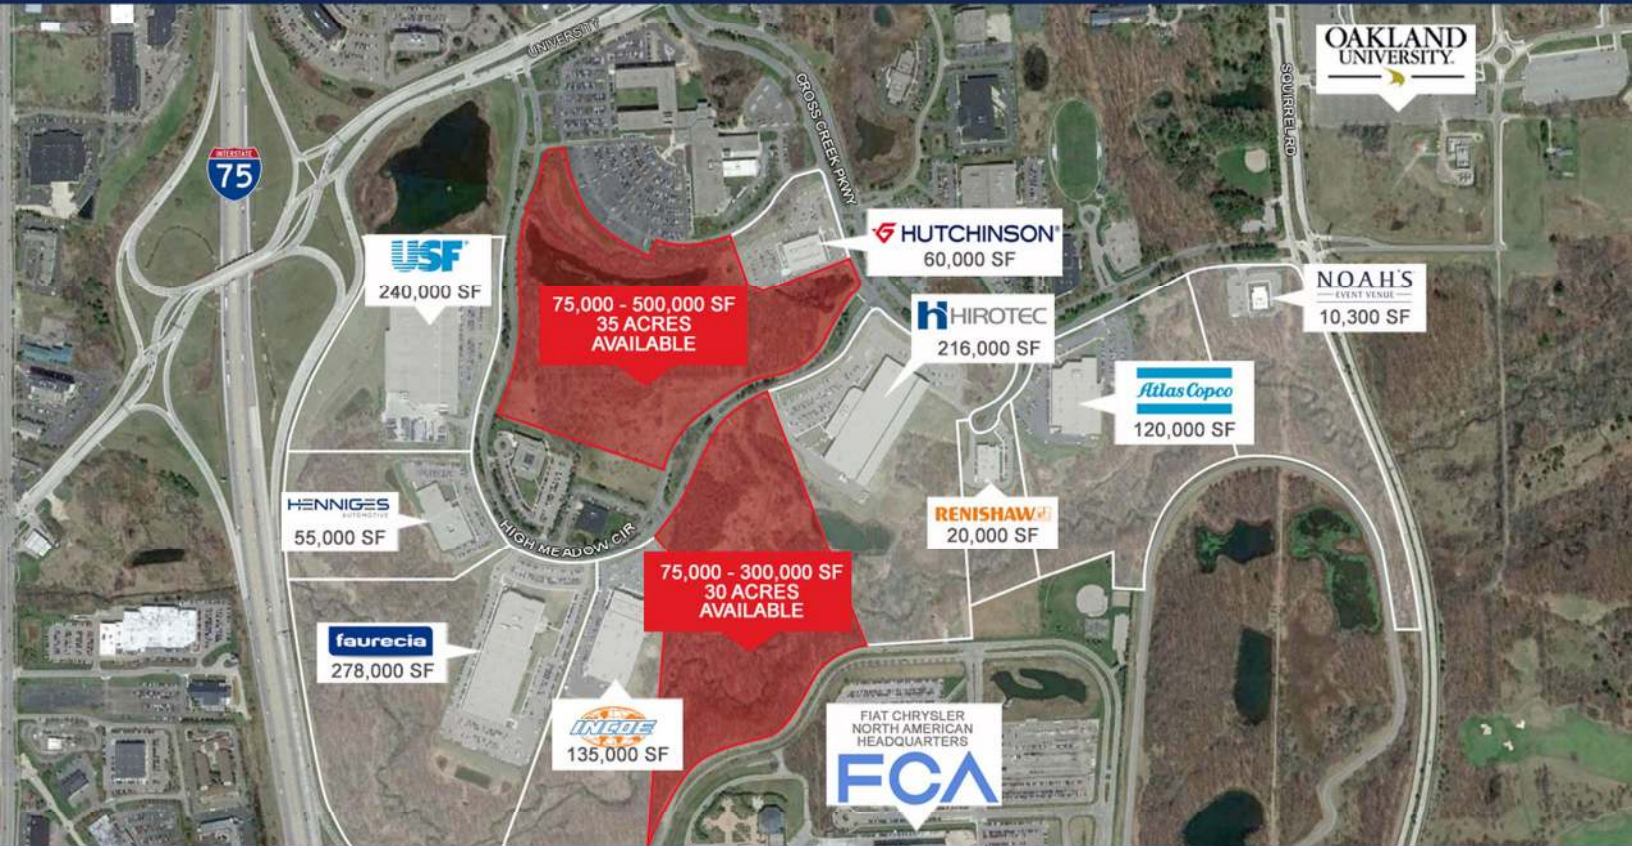 UNIVERSITY
OAKLAND
UNIVERSITY
CROSS CREEK PKWY
SQUIRREL RD
INTERSTATE
75
USF
240,000 SF
HUTCHINSON®
60,000 SF
NOAH'S
EVENT VENUE
10,300 SF
75,000 - 500,000 SF
35 ACRES
AVAILABLE
HIROTEC
216,000 SF
Atlas Copco
120,000 SF
HENNIGES
AUTOMOTIVE
55,000 SF
HIGH MEADOW CIR
RENISHAW
20,000 SF
75,000 - 300,000 SF
30 ACRES
AVAILABLE
faurecia
278,000 SF
INCOE
135,000 SF
FIAT CHRYSLER
NORTH AMERICAN
HEADQUARTERS
FCA